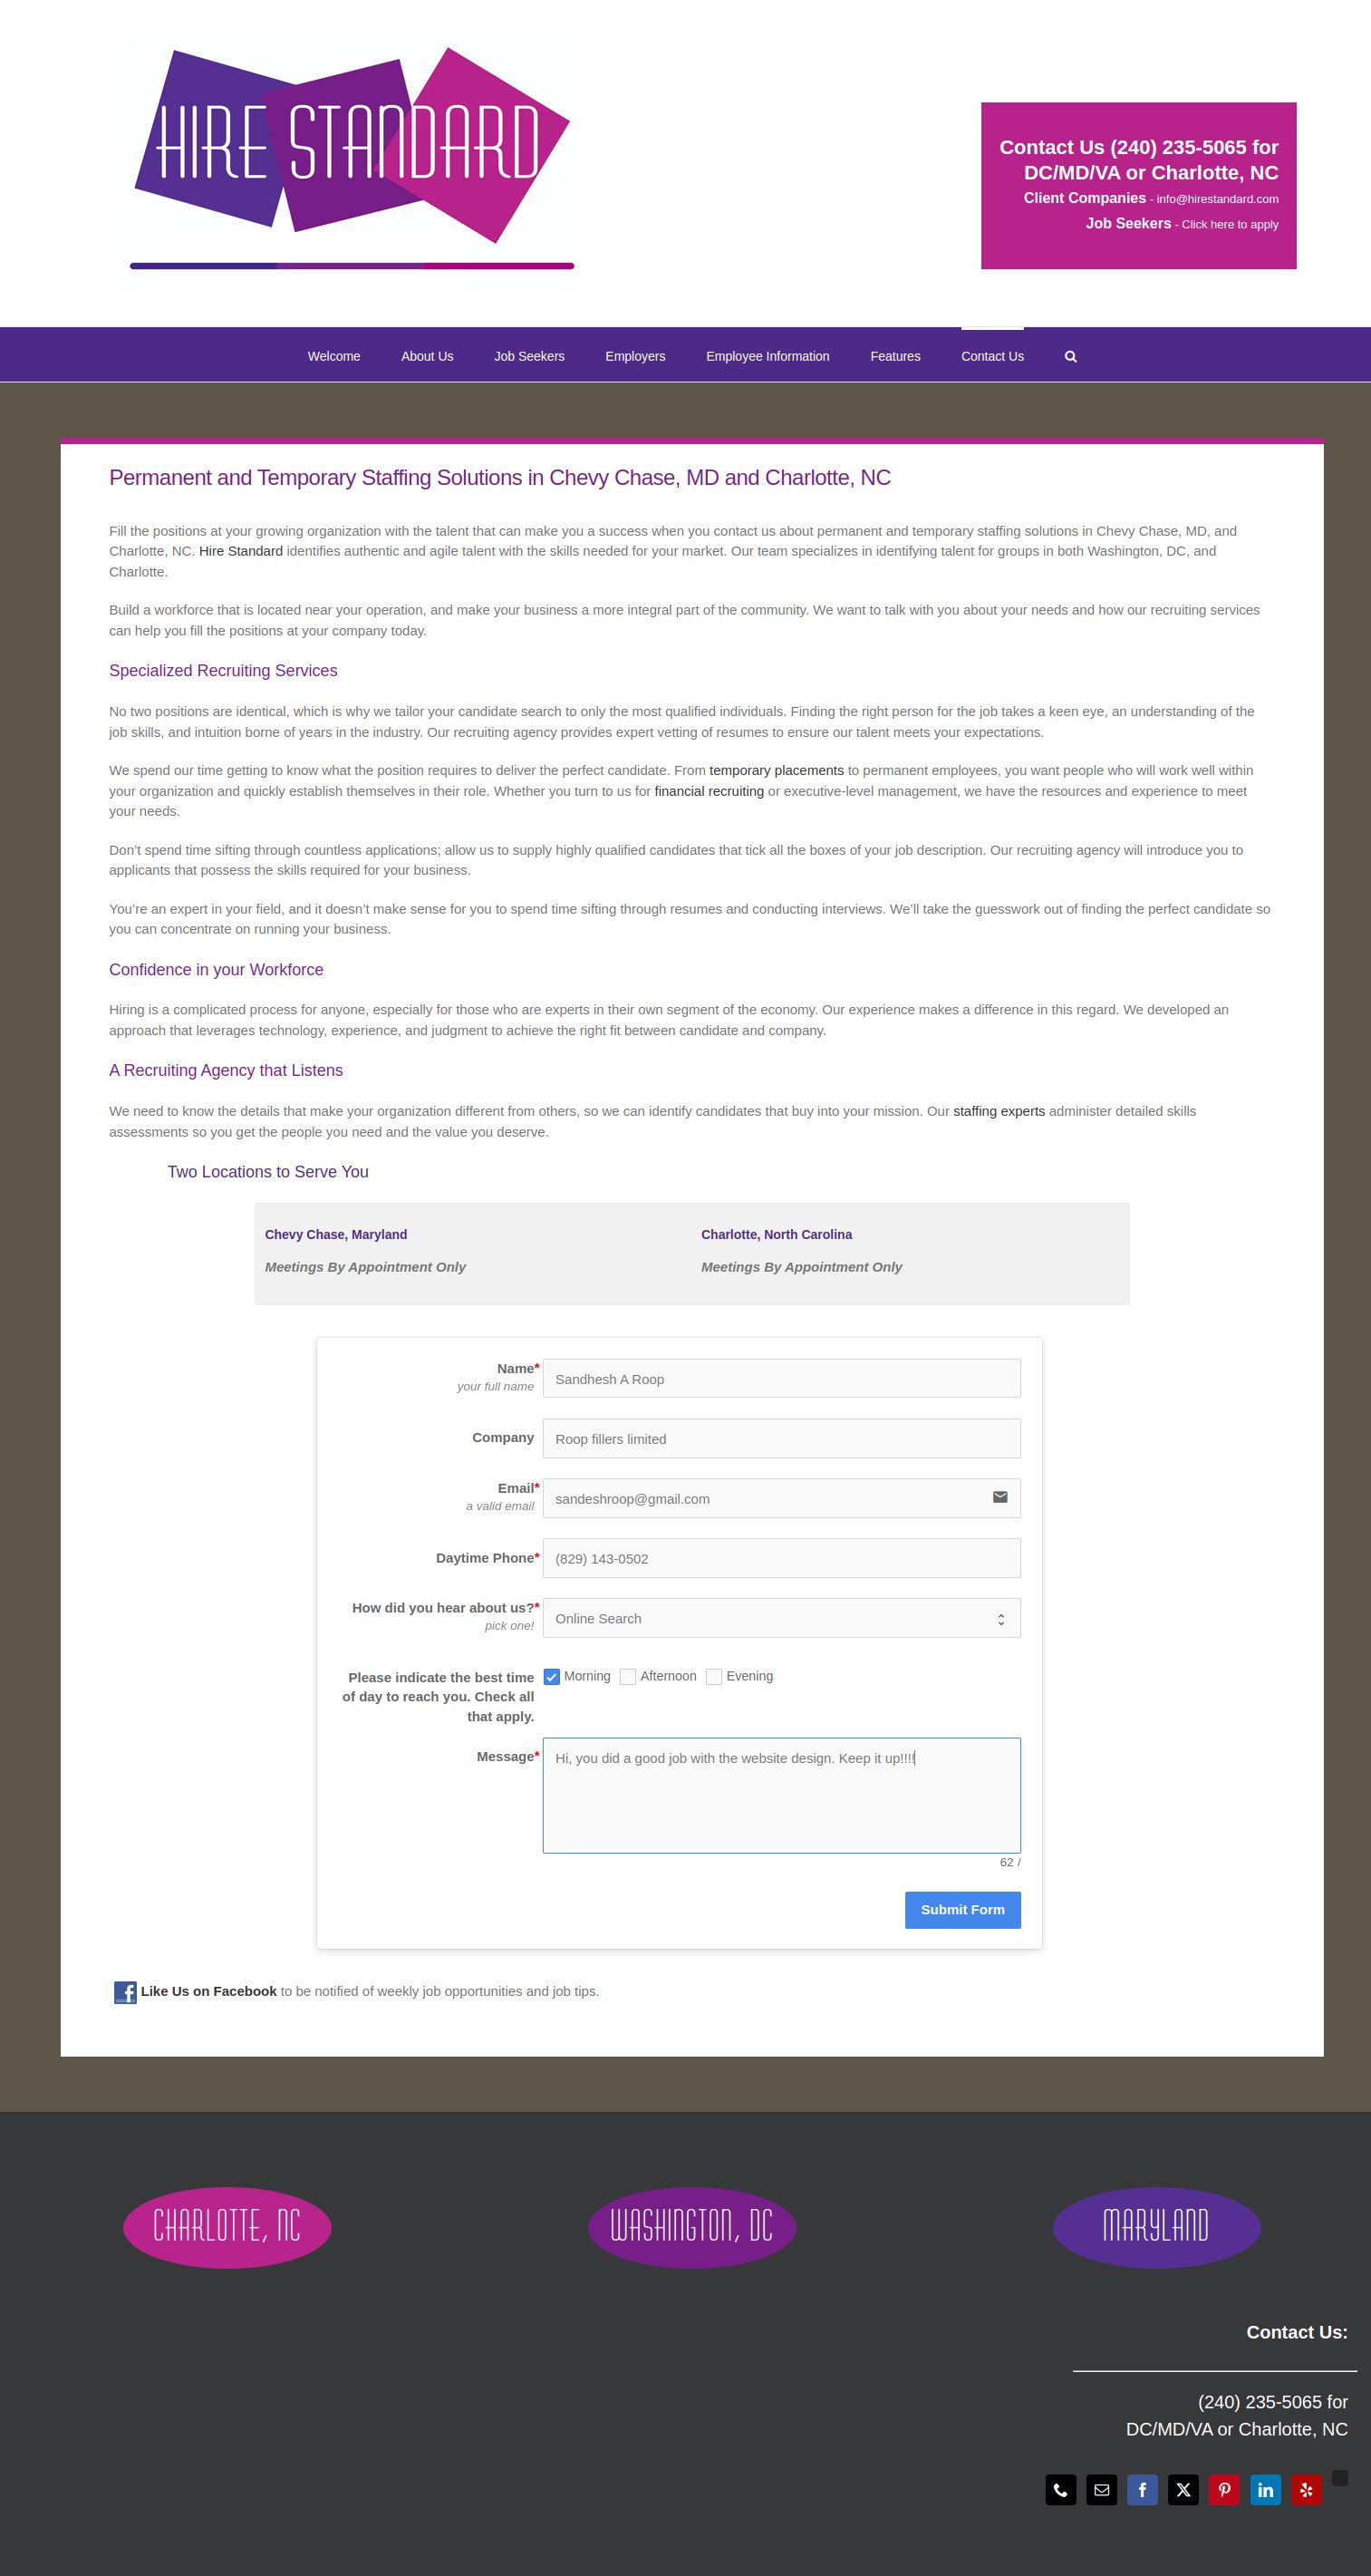 HIRE STANDARD
Contact Us (240) 235-5065 for
DC/MD/VA or Charlotte, NC
Client Companies - info@hirestandard.com
Job Seekers - Click here to apply
Welcome About Us Job Seekers Employers Employee Information Features Contact Us
Permanent and Temporary Staffing Solutions in Chevy Chase, MD and Charlotte, NC
Fill the positions at your growing organization with the talent that can make you a success when you contact us about permanent and temporary staffing solutions in Chevy Chase, MD, and
Charlotte, NC. Hire Standard identifies authentic and agile talent with the skills needed for your market. Our team specializes in identifying talent for groups in both Washington, DC, and
Charlotte.
Build a workforce that is located near your operation, and make your business a more integral part of the community. We want to talk with you about your needs and how our recruiting services
can help you fill the positions at your company today.
Specialized Recruiting Services
No two positions are identical, which is why we tailor your candidate search to only the most qualified individuals. Finding the right person for the job takes a keen eye, an understanding of the
job skills, and intuition borne of years in the industry. Our recruiting agency provides expert vetting of resumes to ensure our talent meets your expectations.
We spend our time getting to know what the position requires to deliver the perfect candidate. From temporary placements to permanent employees, you want people who will work well within
your organization and quickly establish themselves in their role. Whether you turn to us for financial recruiting or executive-level management, we have the resources and experience to meet
your needs.
Don’t spend time sifting through countless applications; allow us to supply highly qualified candidates that tick all the boxes of your job description. Our recruiting agency will introduce you to
applicants that possess the skills required for your business.
You’re an expert in your field, and it doesn’t make sense for you to spend time sifting through resumes and conducting interviews. We’ll take the guesswork out of finding the perfect candidate so
you can concentrate on running your business.
Confidence in your Workforce
Hiring is a complicated process for anyone, especially for those who are experts in their own segment of the economy. Our experience makes a difference in this regard. We developed an
approach that leverages technology, experience, and judgment to achieve the right fit between candidate and company.
A Recruiting Agency that Listens
We need to know the details that make your organization different from others, so we can identify candidates that buy into your mission. Our staffing experts administer detailed skills
assessments so you get the people you need and the value you deserve.
Two Locations to Serve You
Chevy Chase, Maryland
Meetings By Appointment Only
Charlotte, North Carolina
Meetings By Appointment Only
Name*
your full name
Sandhesh A Roop
Company
Roop fillers limited
Email*
a valid email
sandeshroop@gmail.com
Daytime Phone*
(829) 143-0502
How did you hear about us?*
pick one!
Online Search
Please indicate the best time
of day to reach you. Check all
that apply.
Morning Afternoon Evening
Message*
Hi, you did a good job with the website design. Keep it up!!!!
62 /
Submit Form
Like Us on Facebook to be notified of weekly job opportunities and job tips.
CHARLOTTE, NC
WASHINGTON, DC
MARYLAND
Contact Us:
(240) 235-5065 for
DC/MD/VA or Charlotte, NC